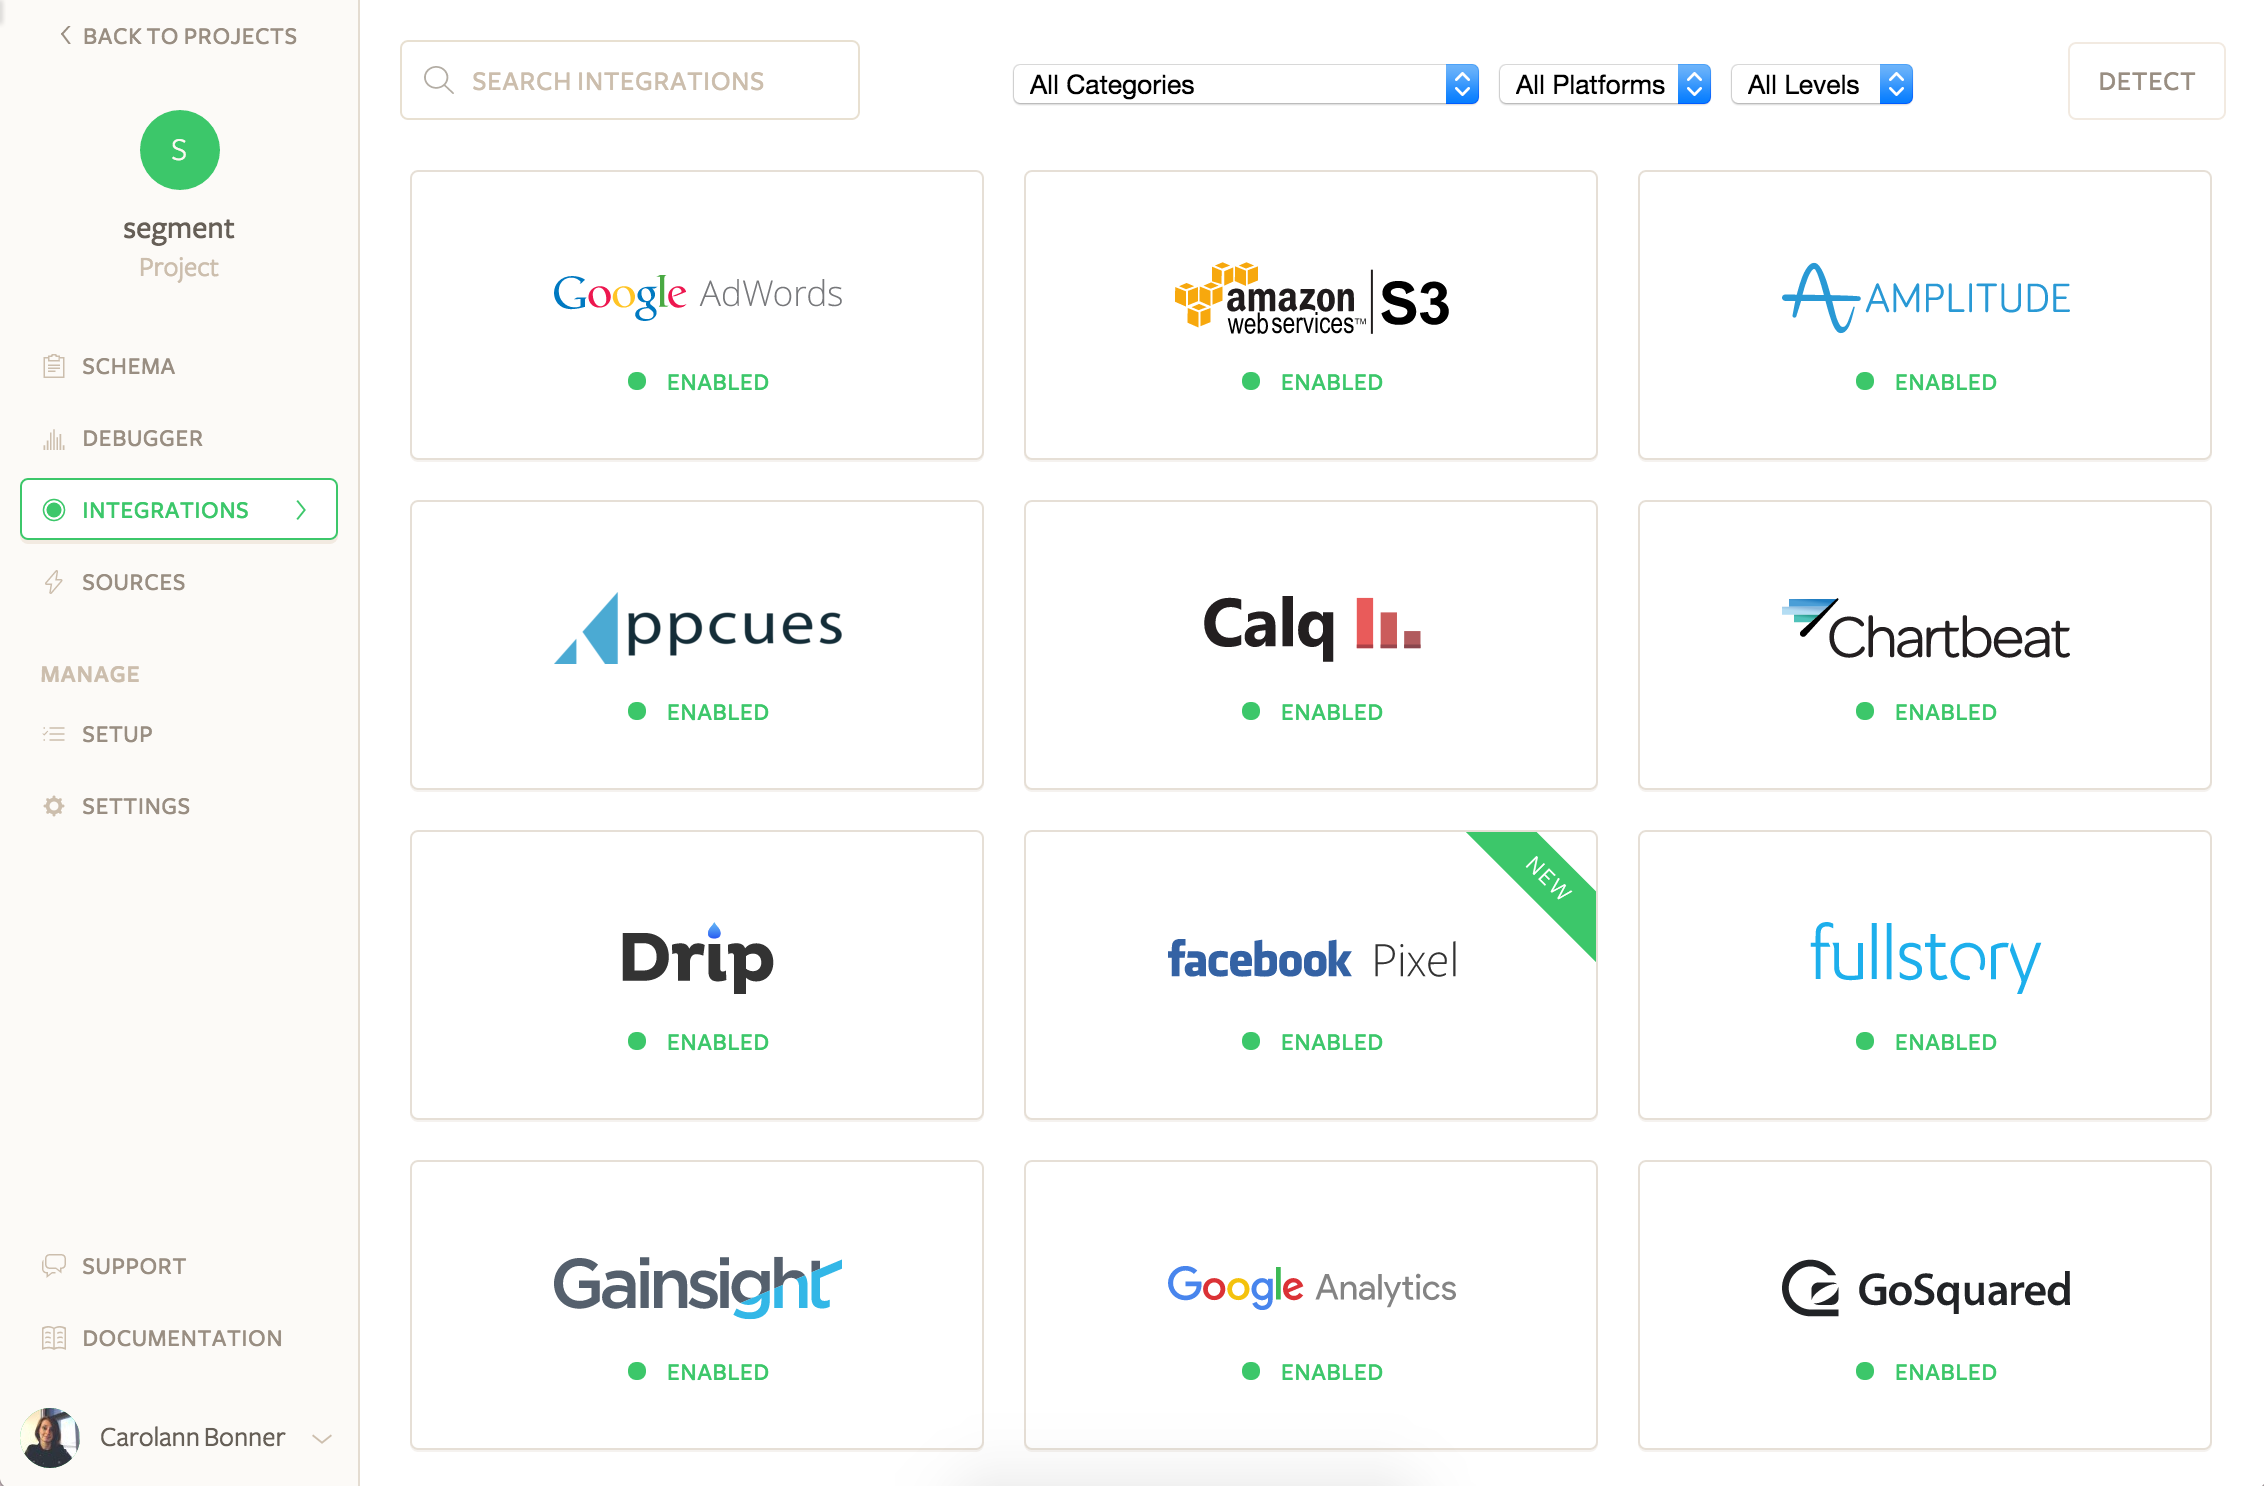 BACK TO PROJECTS
S
segment
Project
SCHEMA
DEBUGGER
INTEGRATIONS
SOURCES
MANAGE
SETUP
SETTINGS
SUPPORT
DOCUMENTATION
Carolann Bonner
SEARCH INTEGRATIONS
All Categories
All Platforms
All Levels
DETECT
Google AdWords
ENABLED
amazon
web services™
S3
ENABLED
AMPLITUDE
ENABLED
Appcues
ENABLED
Calq
ENABLED
Chartbeat
ENABLED
Drip
ENABLED
NEW
facebook Pixel
ENABLED
fullstory
ENABLED
Gainsight
ENABLED
Google Analytics
ENABLED
GoSquared
ENABLED